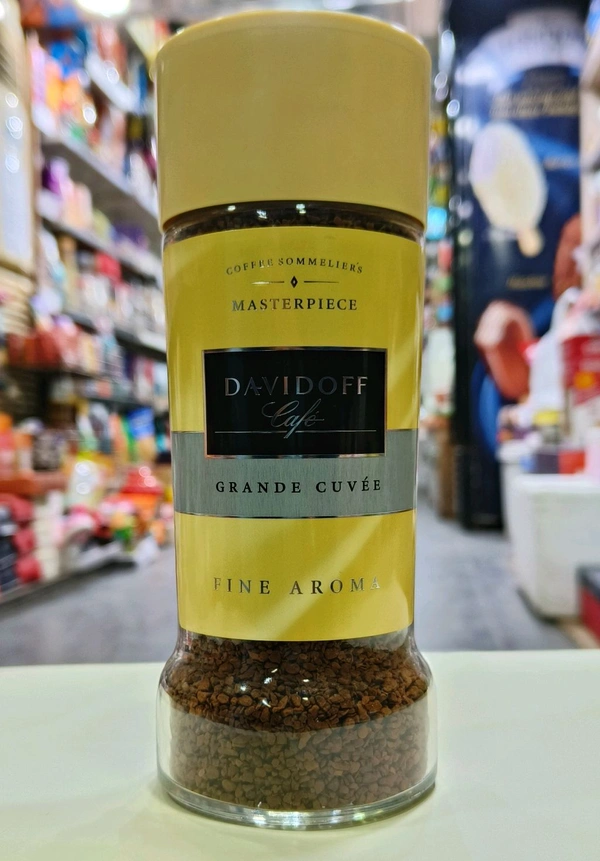 COFFEE SOMMELIER'S
MASTERPIECE
DAVIDOFF
Café
GRANDE CUVÉE
FINE AROMA